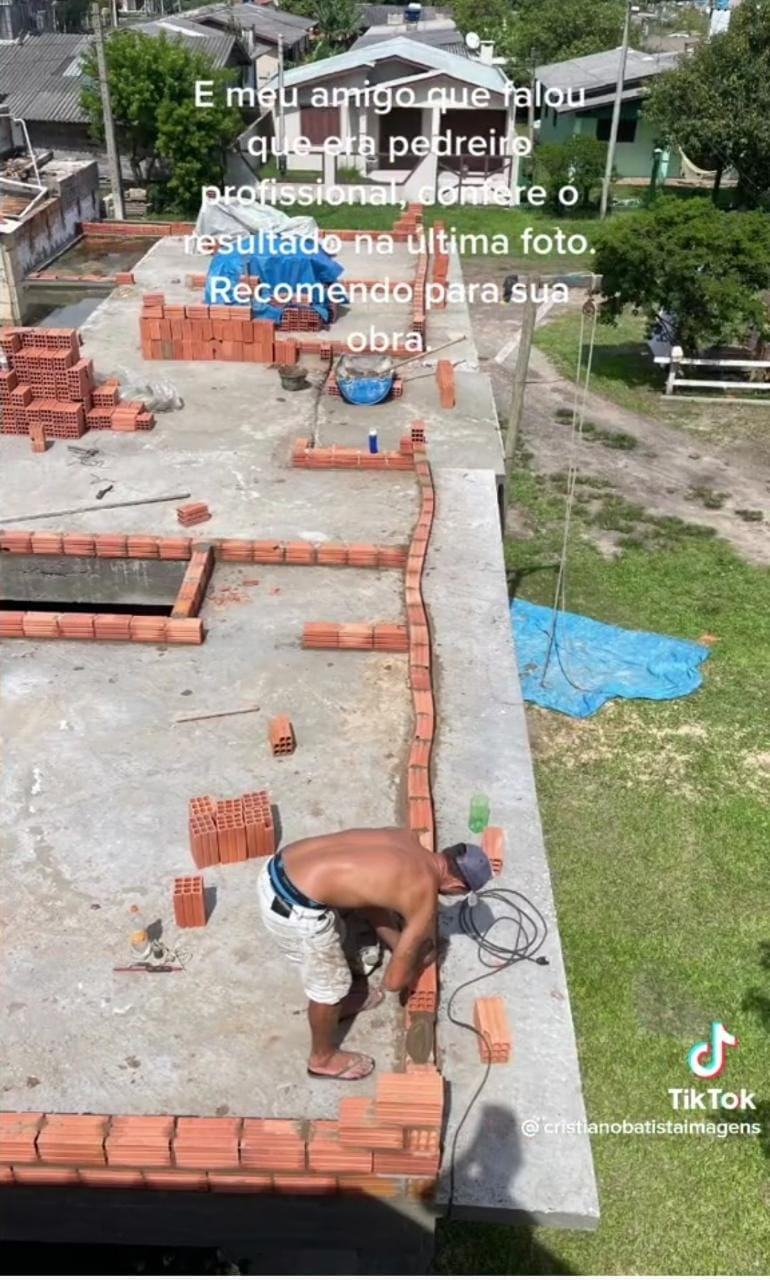 E meu amigo que falou
que era pedreiro
profissional, confere o
resultado na última foto.
Recomendo para sua
obra.
TikTok
@cristianobatistaimagens